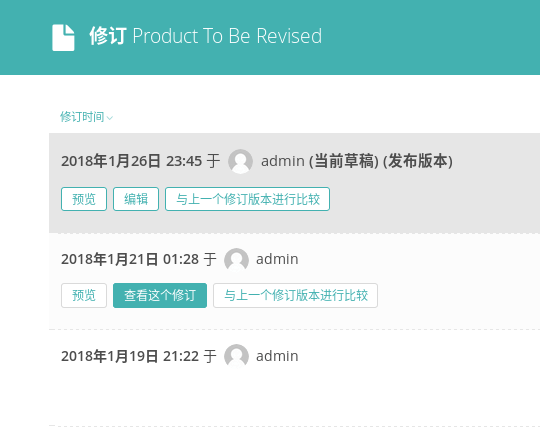 修订 Product To Be Revised
修订时间
2018年1月26日 23:45 于 admin (当前草稿) (发布版本)
预览 编辑 与上一个修订版本进行比较
2018年1月21日 01:28 于 admin
预览 查看这个修订 与上一个修订版本进行比较
2018年1月19日 21:22 于 admin